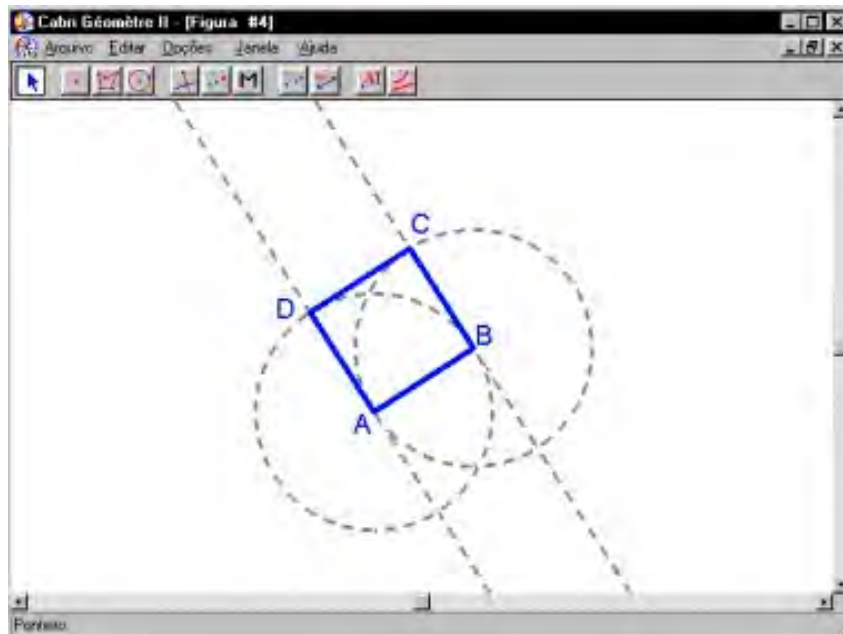 Cabri Géomètre II - [Figura #4]
Arquivo Editar Opções Janela Ajuda
C
D
B
A
Ponteiro